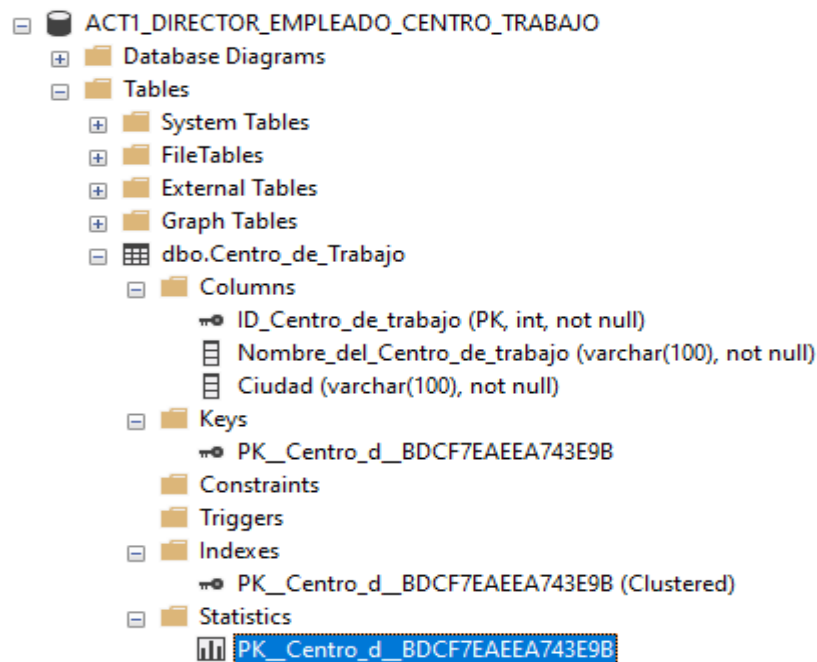 ACT1_DIRECTOR_EMPLEADO_CENTRO_TRABAJO
Database Diagrams
Tables
System Tables
FileTables
External Tables
Graph Tables
dbo.Centro_de_Trabajo
Columns
ID_Centro_de_trabajo (PK, int, not null)
Nombre_del_Centro_de_trabajo (varchar(100), not null)
Ciudad (varchar(100), not null)
Keys
PK__Centro_d__BDCF7EAEEA743E9B
Constraints
Triggers
Indexes
PK__Centro_d__BDCF7EAEEA743E9B (Clustered)
Statistics
PK__Centro_d__BDCF7EAEEA743E9B